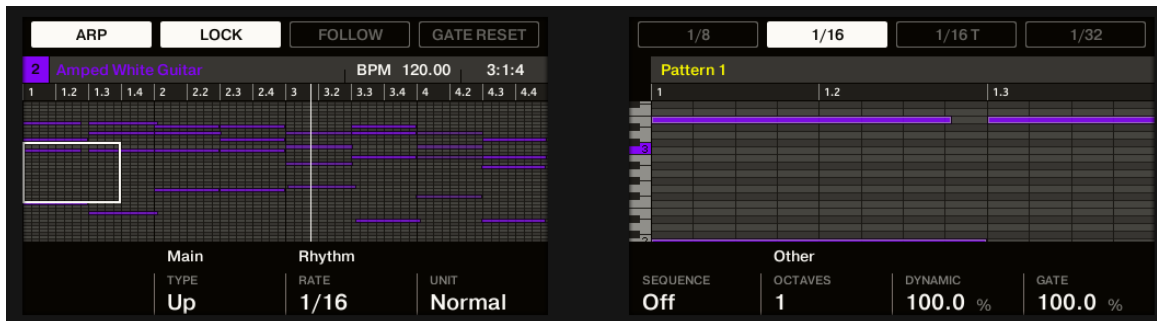 ARP LOCK FOLLOW GATE RESET
2 Amped White Guitar BPM 120.00 3:1:4
1 1.2 1.3 1.4 2 2.2 2.3 2.4 3 3.2 3.3 3.4 4 4.2 4.3 4.4
Main Rhythm
TYPE RATE UNIT
Up 1/16 Normal
1/8 1/16 1/16 T 1/32
Pattern 1
1 1.2 1.3
3
2
Other
SEQUENCE OCTAVES DYNAMIC GATE
Off 1 100.0 % 100.0 %